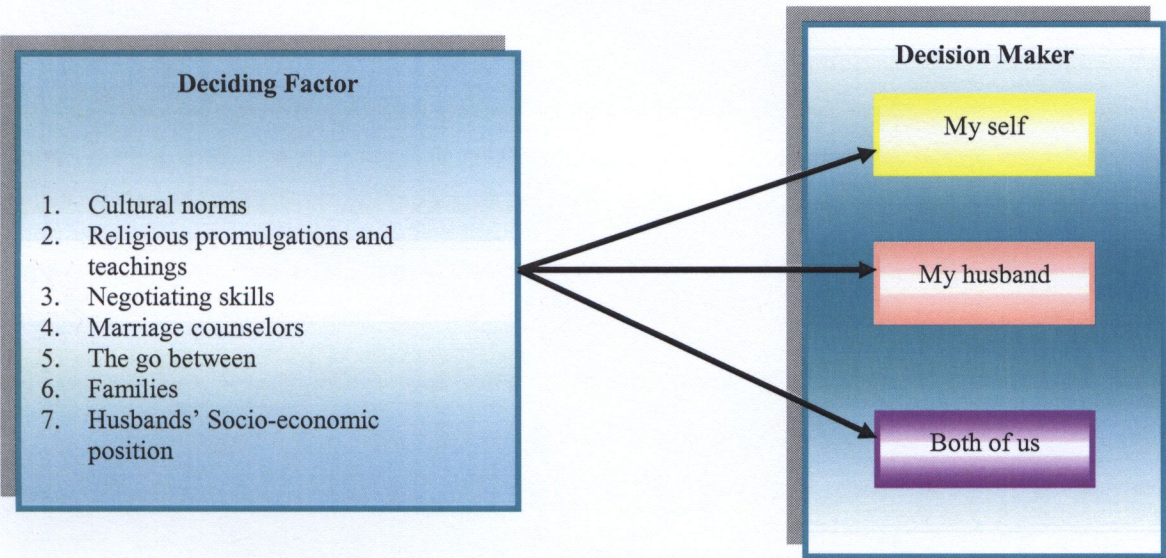 Deciding Factor
1. Cultural norms
2. Religious promulgations and
teachings
3. Negotiating skills
4. Marriage counselors
5. The go between
6. Families
7. Husbands’ Socio-economic
position
Decision Maker
My self
My husband
Both of us